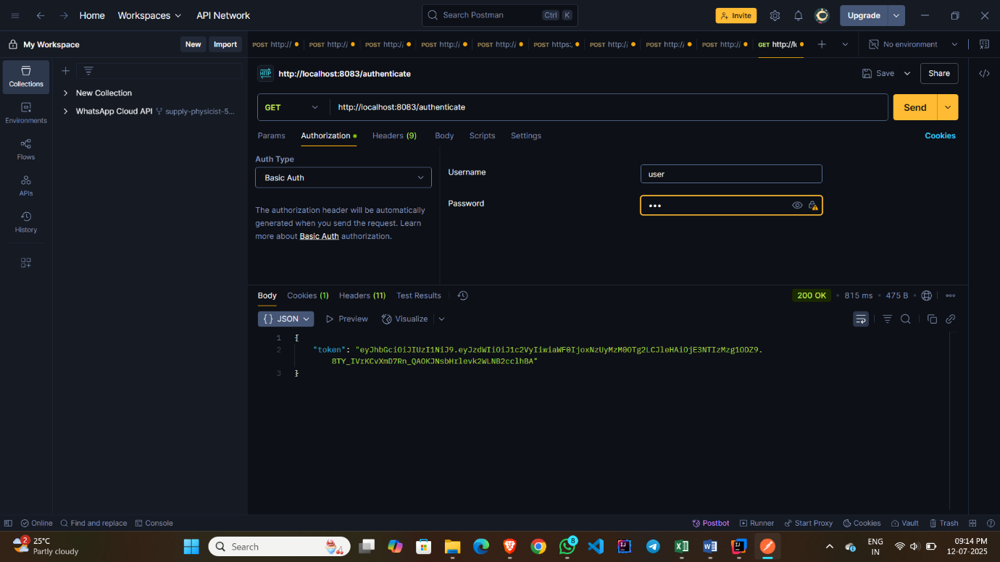 Home
Workspaces
API Network
Search Postman
Ctrl
K
Invite
Upgrade
My Workspace
New
Import
POST http://
POST http://
POST http://
POST http://
POST http://
POST https:,
POST http://
POST http://
POST http://
GET http://l
No environment
Collections
Environments
Flows
APIs
History
New Collection
WhatsApp Cloud API
supply-physicist-5...
HTTP
http://localhost:8083/authenticate
Save
Share
GET
http://localhost:8083/authenticate
Send
Params
Authorization
Headers (9)
Body
Scripts
Settings
Cookies
Auth Type
Basic Auth
The authorization header will be automatically
generated when you send the request. Learn
more about Basic Auth authorization.
Username
user
Password
•••
Body
Cookies (1)
Headers (11)
Test Results
200 OK
815 ms
475 B
{} JSON
Preview
Visualize
1 {
2 "token": "eyJhbGciOiJIUzI1NiJ9.eyJzdWIiOiJ1c2VyIiwiaWF0IjoxNzUyMzM0OTg2LCJleHAiOjE3NTIzMzg1ODZ9.
8TY_IVrKCvXmD7Rn_QAOKJNsbHrlevk2WLNB2cclhBA"
3 }
Online
Find and replace
Console
Postbot
Runner
Start Proxy
Cookies
Vault
Trash
2
25°C
Partly cloudy
Search
8
ENG
IN
09:14 PM
12-07-2025